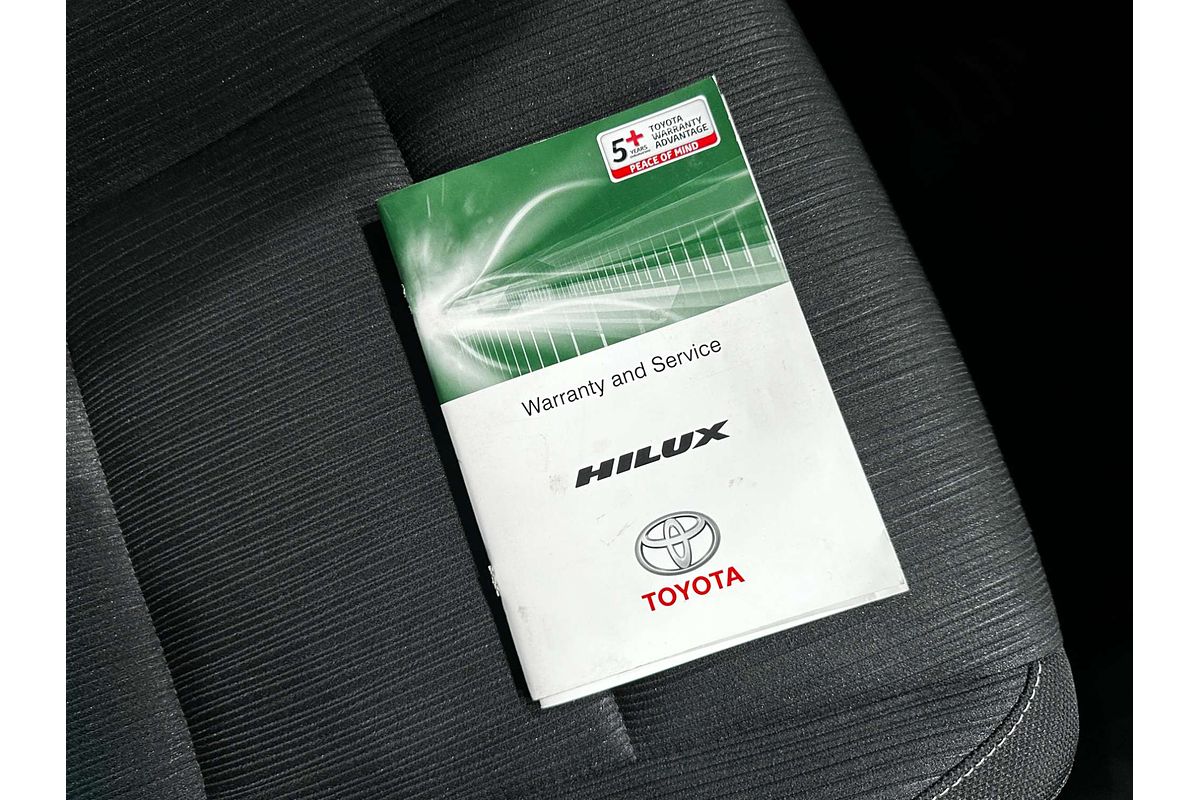 5+
YEARS
TOYOTA
WARRANTY
ADVANTAGE
PEACE OF MIND
Warranty and Service
HILUX
TOYOTA